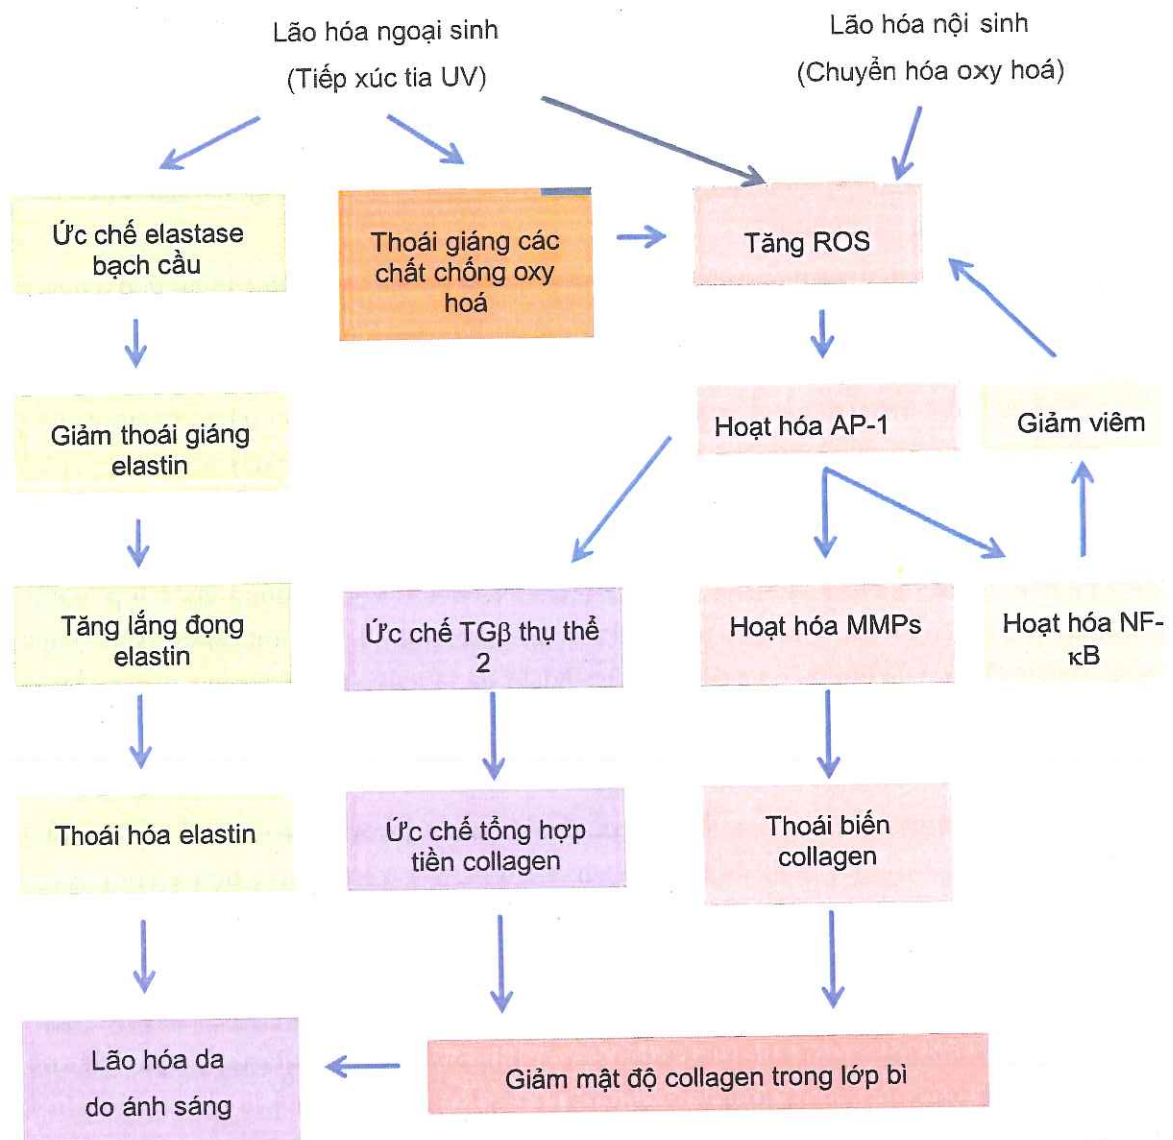 Lão hóa ngoại sinh
(Tiếp xúc tia UV)
Lão hóa nội sinh
(Chuyển hóa oxy hoá)
Ức chế elastase
bạch cầu
Thoái giáng các
chất chống oxy
hoá
Tăng ROS
Giảm thoái giáng
elastin
Hoạt hóa AP-1
Giảm viêm
Tăng lắng đọng
elastin
Ức chế TGβ thụ thể
2
Hoạt hóa MMPs
Hoạt hóa NF-
κB
Thoái hóa elastin
Ức chế tổng hợp
tiền collagen
Thoái biến
collagen
Lão hóa da
do ánh sáng
Giảm mật độ collagen trong lớp bì